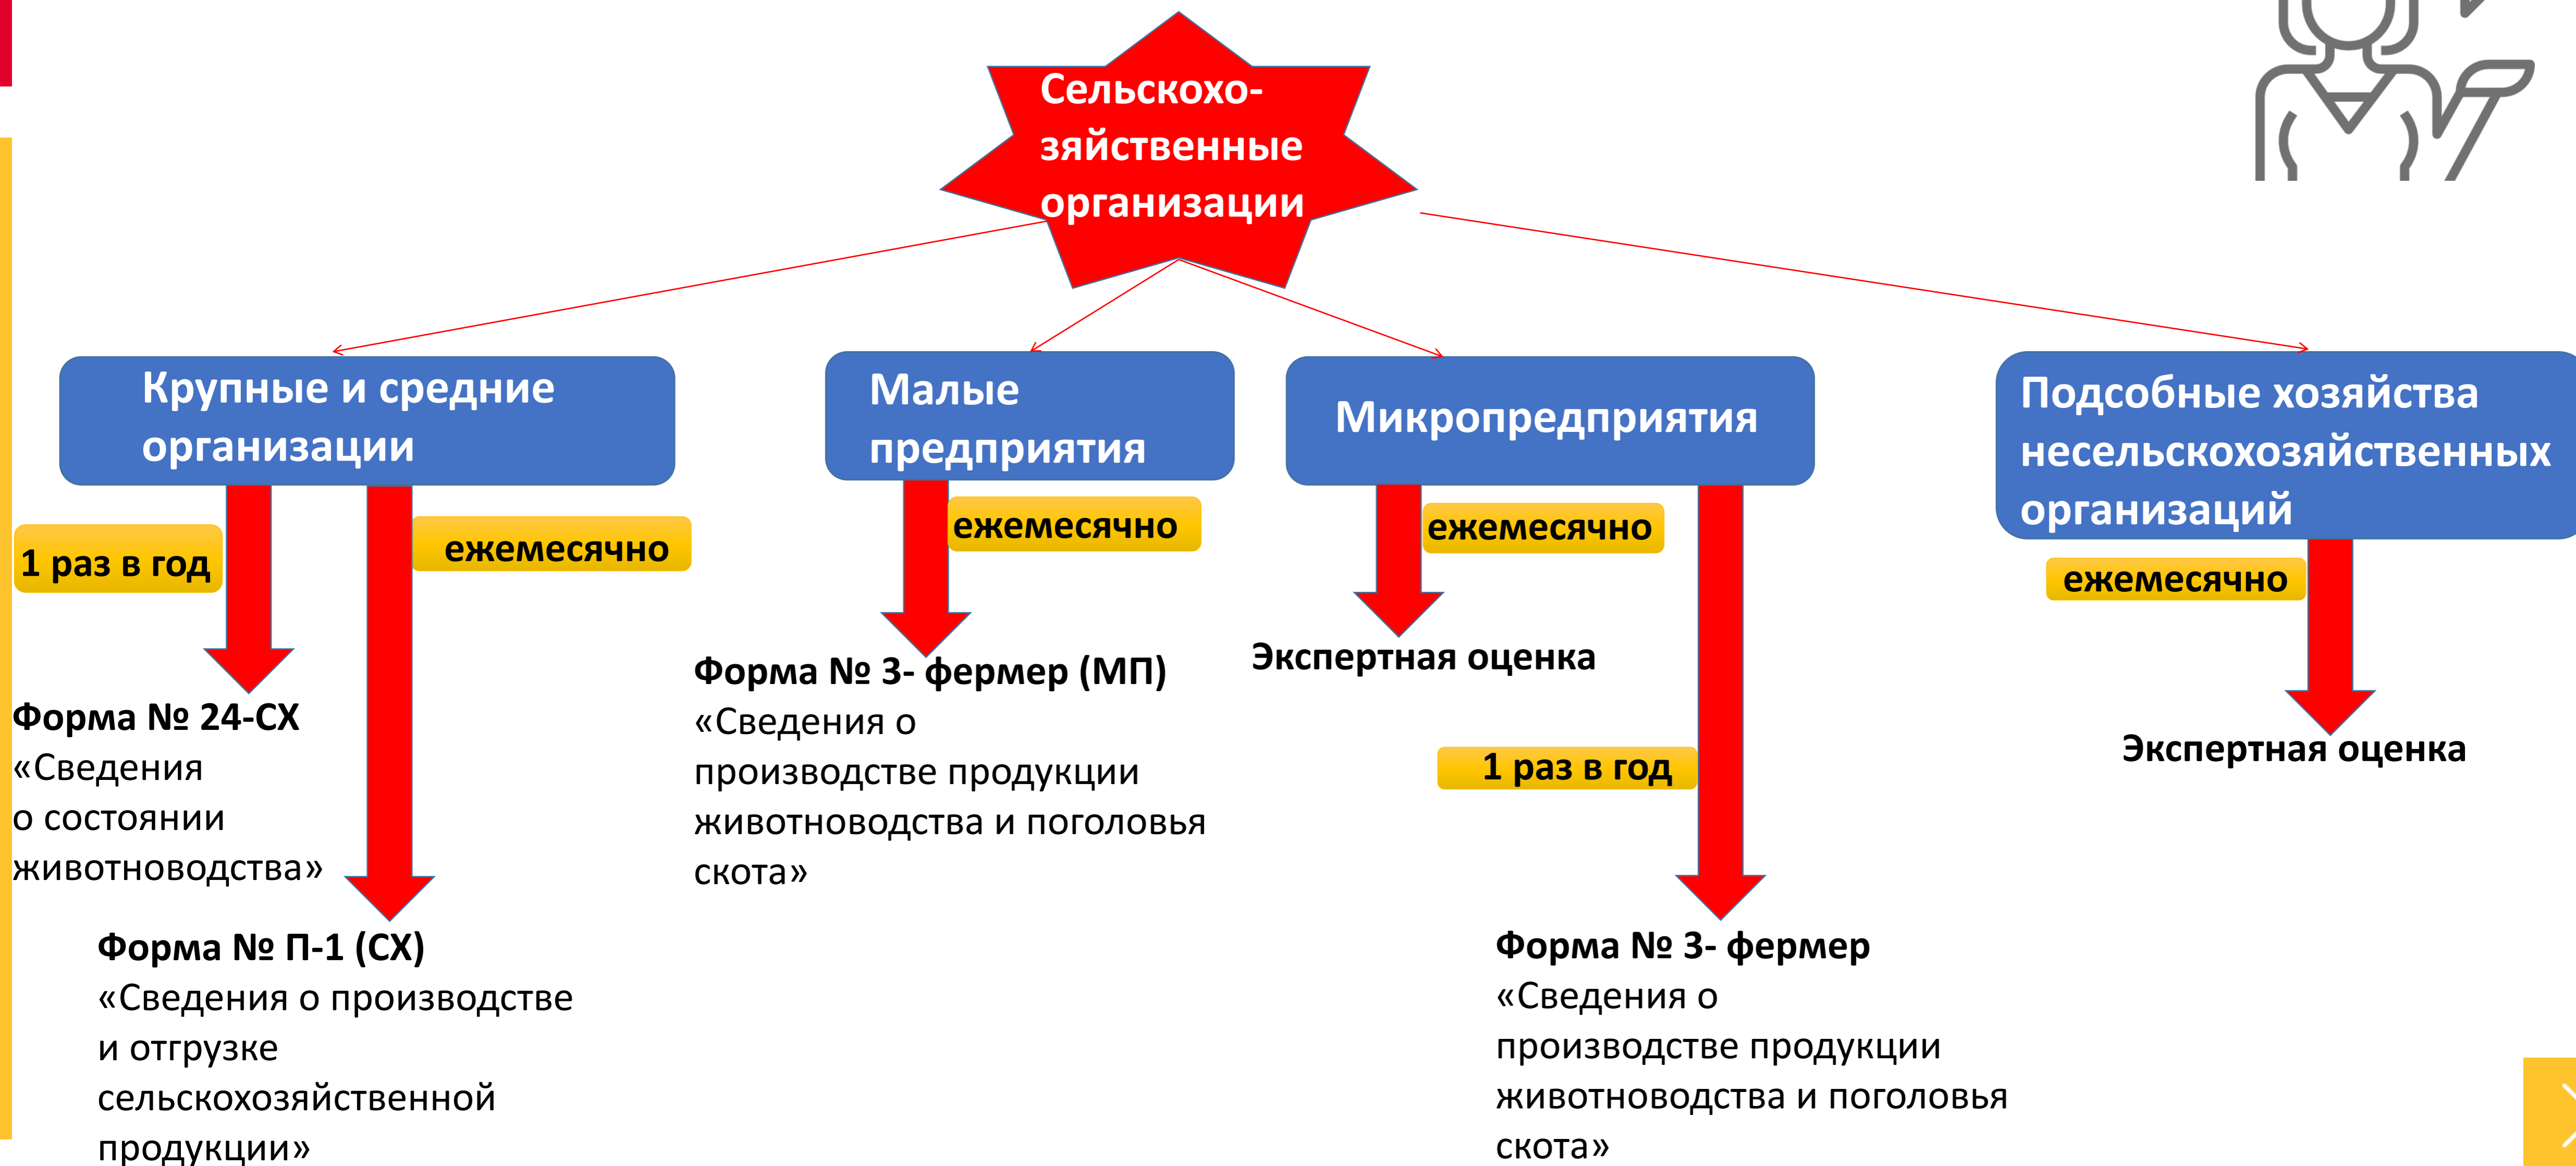 Сельскохо-
зяйственные
организации
Крупные и средние
организации
Малые
предприятия
Микропредприятия
Подсобные хозяйства
несельскохозяйственных
организаций
1 раз в год
ежемесячно
ежемесячно
ежемесячно
ежемесячно
Форма № 24-СХ
«Сведения
о состоянии
животноводства»
Форма № П-1 (СХ)
«Сведения о производстве
и отгрузке
сельскохозяйственной
продукции»
Форма № 3- фермер (МП)
«Сведения о
производстве продукции
животноводства и поголовья
скота»
Экспертная оценка
1 раз в год
Форма № 3- фермер
«Сведения о
производстве продукции
животноводства и поголовья
скота»
Экспертная оценка